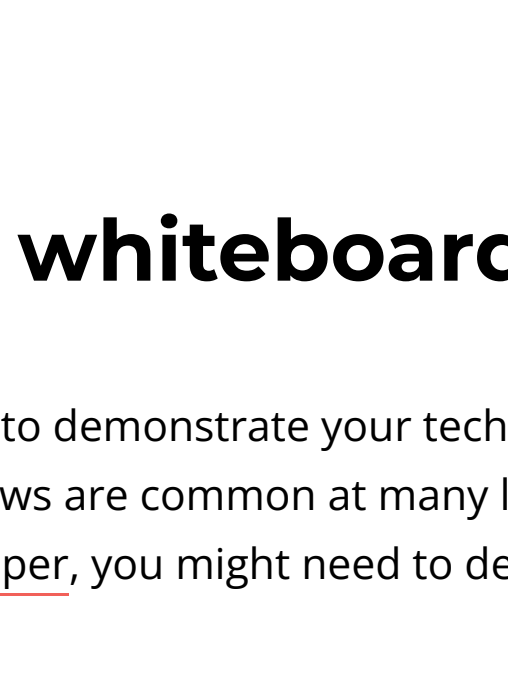 whiteboard
to demonstrate your tech
ws are common at many l
per, you might need to de